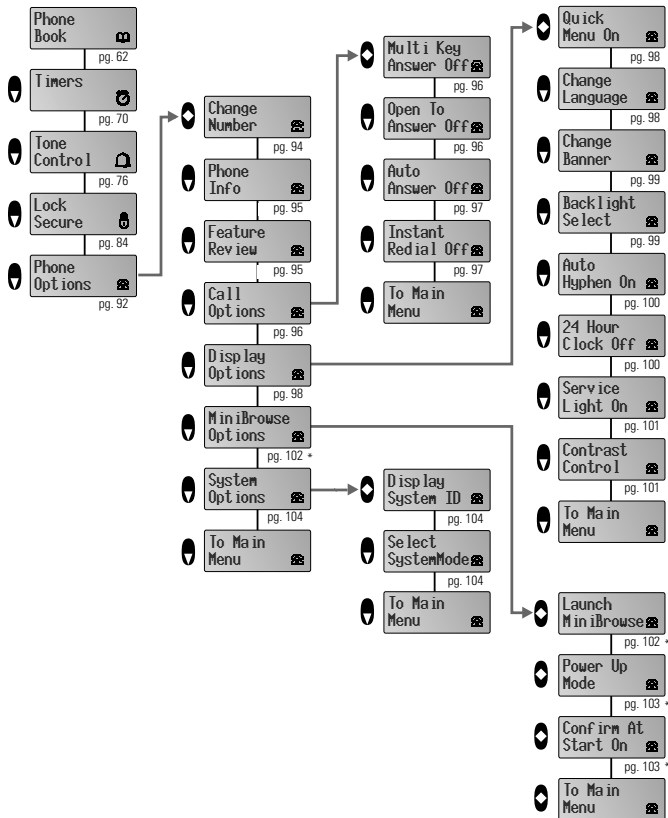 Phone
Book
pg. 62
Timers
pg. 70
Tone
Control
pg. 76
Lock
Secure
pg. 84
Phone
Options
pg. 92
Change
Number
pg. 94
Phone
Info
pg. 95
Feature
Review
pg. 95
Call
Options
pg. 96
Display
Options
pg. 98
MiniBrowse
Options
pg. 102 *
System
Options
pg. 104
To Main
Menu
Multi Key
Answer Off
pg. 96
Open To
Answer Off
pg. 96
Auto
Answer Off
pg. 97
Instant
Redial Off
pg. 97
To Main
Menu
Display
System ID
pg. 104
Select
SystemMode
pg. 104
To Main
Menu
Quick
Menu On
pg. 98
Change
Language
pg. 98
Change
Banner
pg. 99
Backlight
Select
pg. 99
Auto
Hyphen On
pg. 100
24 Hour
Clock Off
pg. 100
Service
Light On
pg. 101
Contrast
Control
pg. 101
To Main
Menu
Launch
MiniBrowse
pg. 102 *
Power Up
Mode
pg. 103 *
Confirm At
Start On
pg. 103 *
To Main
Menu